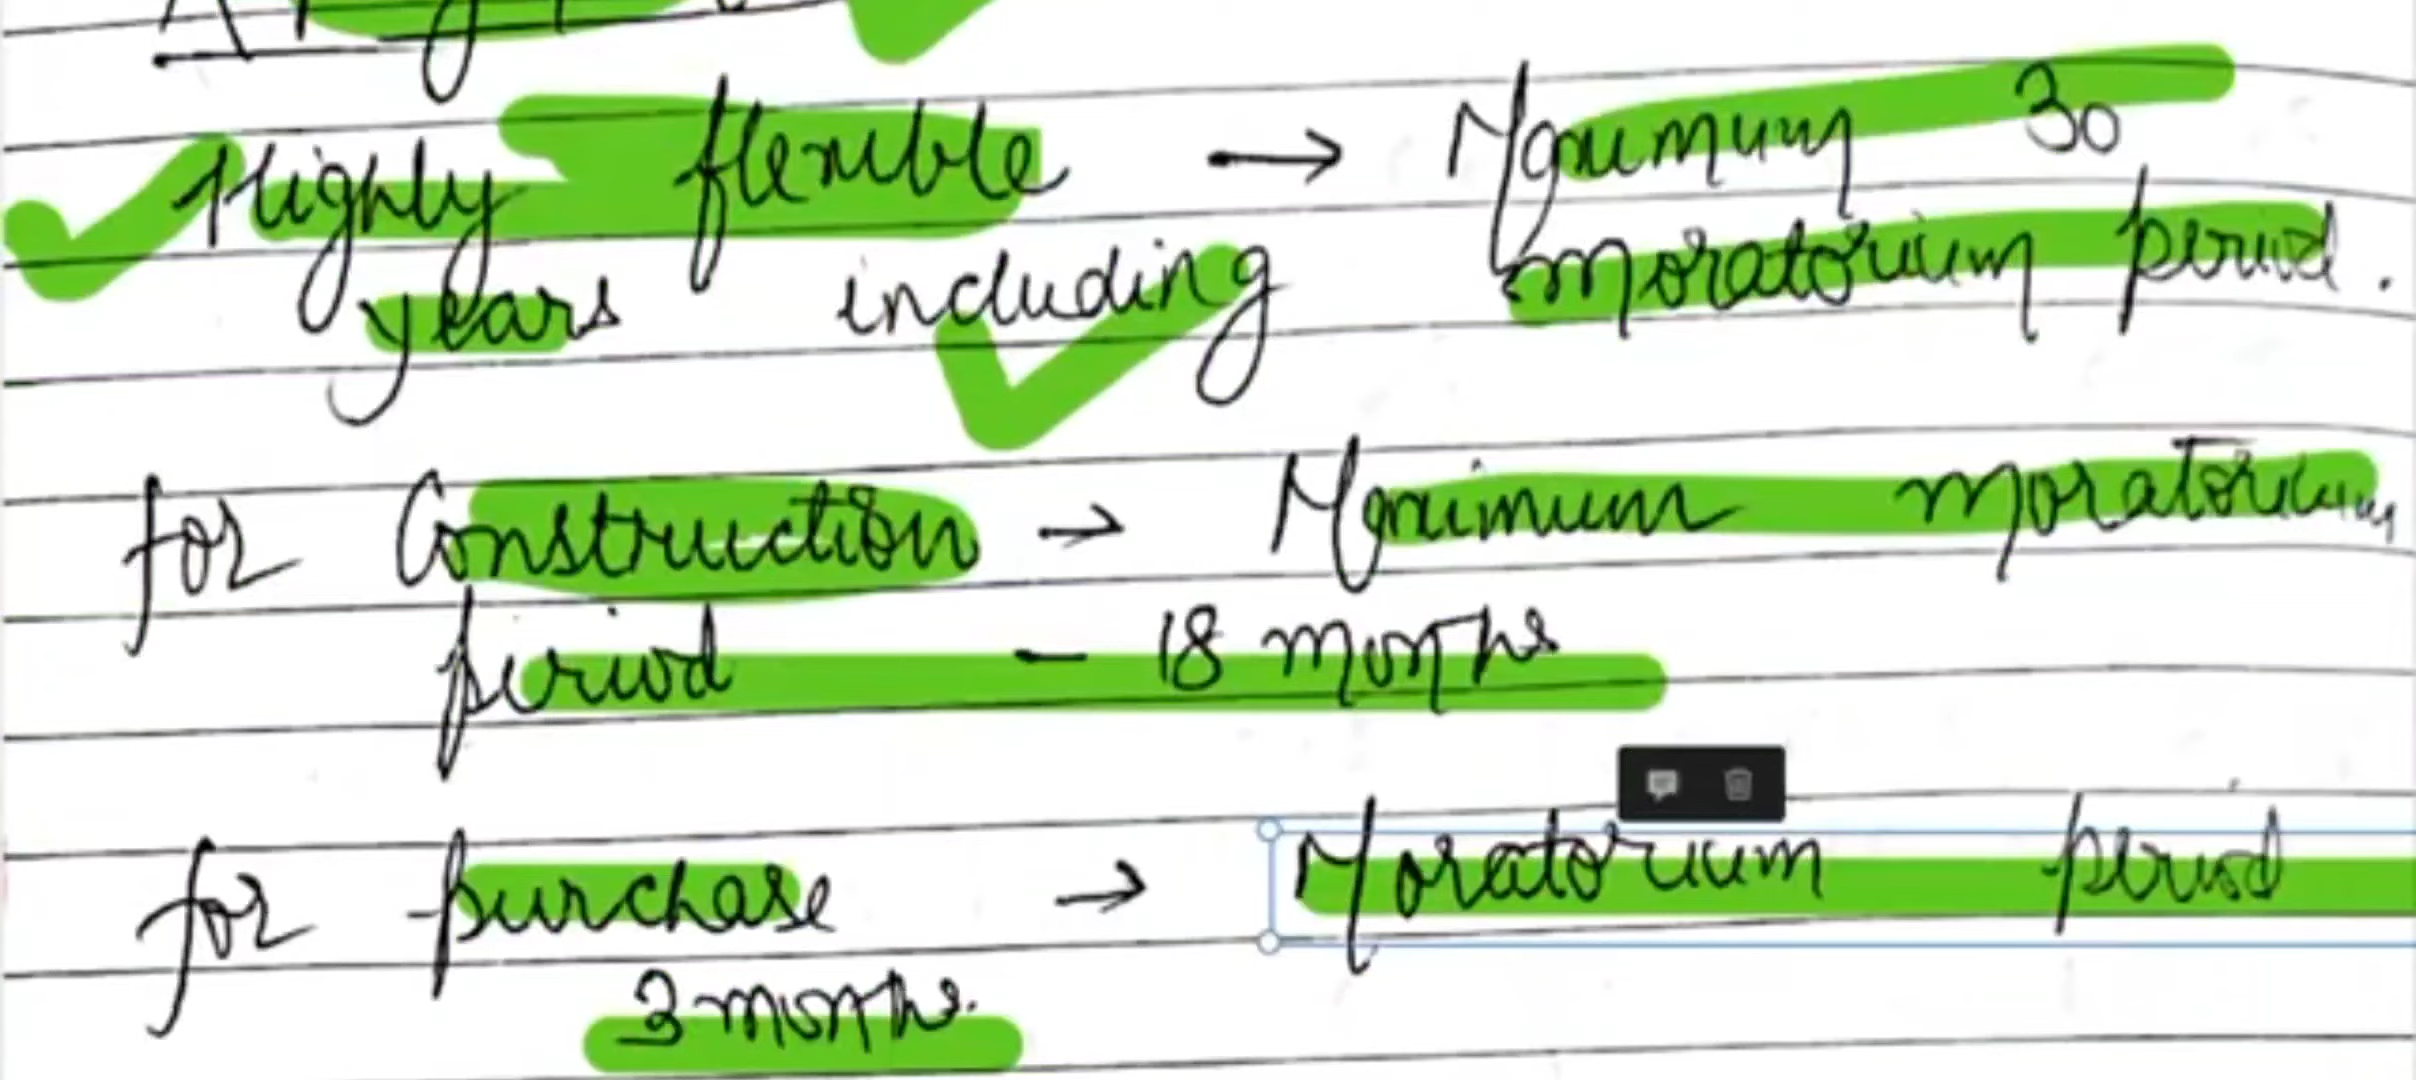 Highly flexible → Maximum 30
years including moratorium period.
for Construction → Maximum moratorium
period - 18 months
for purchase → Moratorium period
3 months.